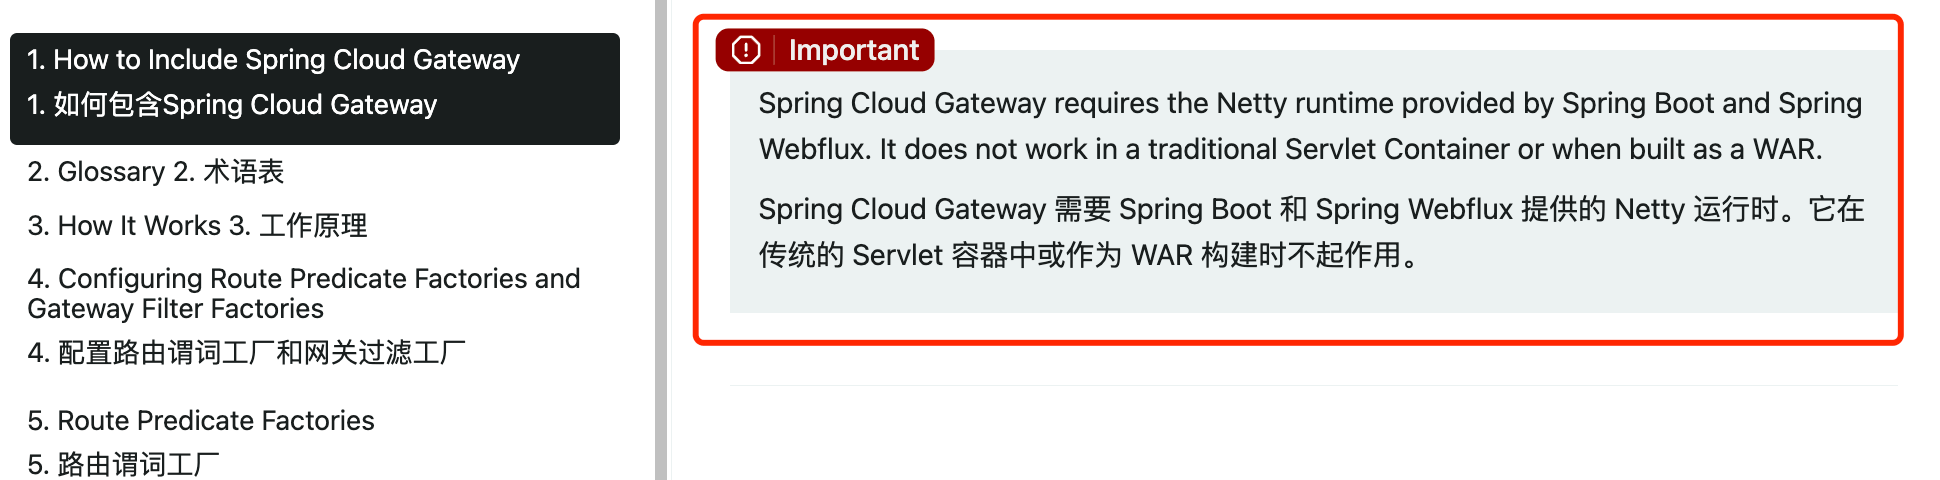 1. How to Include Spring Cloud Gateway
1. 如何包含Spring Cloud Gateway
2. Glossary 2. 术语表
3. How It Works 3. 工作原理
4. Configuring Route Predicate Factories and
Gateway Filter Factories
4. 配置路由谓词工厂和网关过滤工厂
5. Route Predicate Factories
5. 路由谓词工厂
Important
Spring Cloud Gateway requires the Netty runtime provided by Spring Boot and Spring
Webflux. It does not work in a traditional Servlet Container or when built as a WAR.
Spring Cloud Gateway 需要 Spring Boot 和 Spring Webflux 提供的 Netty 运行时。它在
传统的 Servlet 容器中或作为 WAR 构建时不起作用。